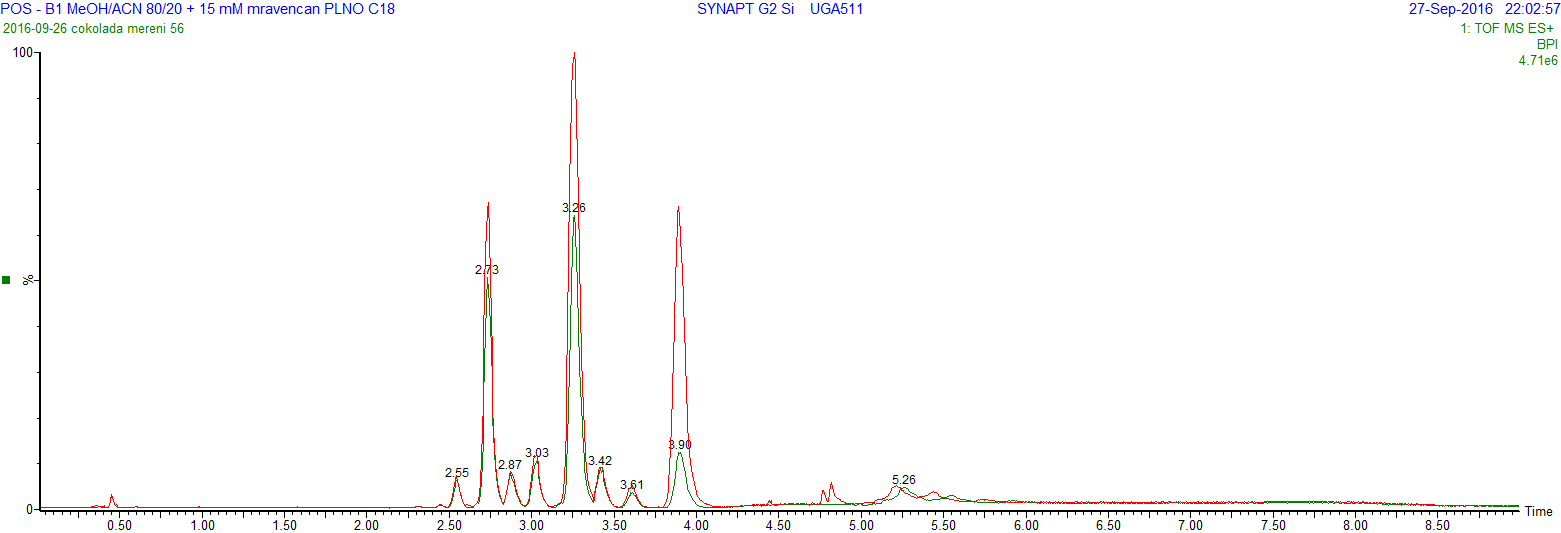 POS - B1 MeOH/ACN 80/20 + 15 mM mravencan PLNO C18 SYNAPT G2 Si UGA511 27-Sep-2016 22:02:57
2016-09-26 cokolada mereni 56 1: TOF MS ES+
BPI
4.71e6
100
3.26
2.73
%
3.90
3.03
3.42
2.87
2.55
3.61
5.26
0
Time
0.50 1.00 1.50 2.00 2.50 3.00 3.50 4.00 4.50 5.00 5.50 6.00 6.50 7.00 7.50 8.00 8.50